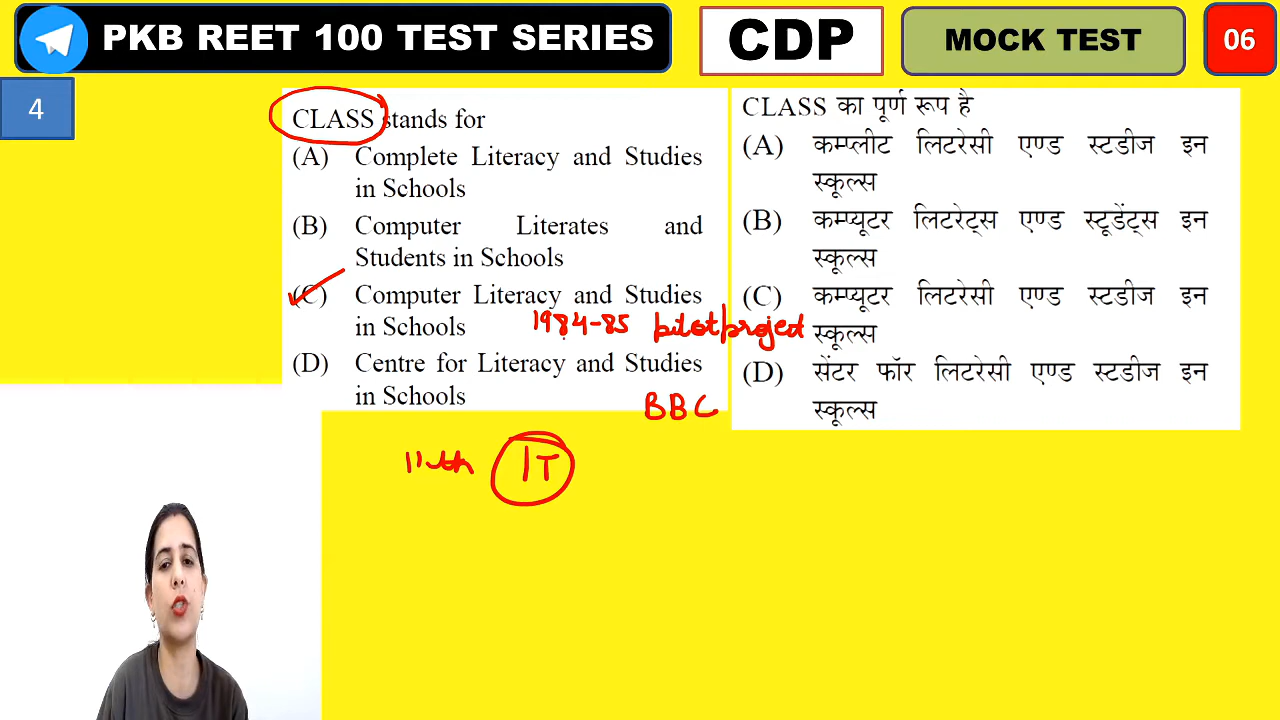 PKB REET 100 TEST SERIES
CDP
MOCK TEST
06
4
CLASS stands for
(A) Complete Literacy and Studies
in Schools
(B) Computer Literates and
Students in Schools
(C) Computer Literacy and Studies
in Schools
(D) Centre for Literacy and Studies
in Schools
1984-85 pilot project
BBC
11th IT
CLASS का पूर्ण रूप है
(A) कम्प्लीट लिटरेसी एण्ड स्टडीज इन
स्कूल्स
(B) कम्प्यूटर लिटरेट्स एण्ड स्टूडेंट्स इन
स्कूल्स
(C) कम्प्यूटर लिटरेसी एण्ड स्टडीज इन
स्कूल्स
(D) सेंटर फॉर लिटरेसी एण्ड स्टडीज इन
स्कूल्स